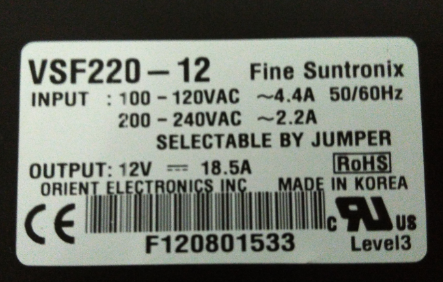 VSF220-12 Fine Suntronix
INPUT : 100-120VAC ~4.4A 50/60Hz
200-240VAC ~2.2A
SELECTABLE BY JUMPER
OUTPUT: 12V ⎓ 18.5A RoHS
ORIENT ELECTRONICS INC MADE IN KOREA
CE c RU US
F120801533 Level3